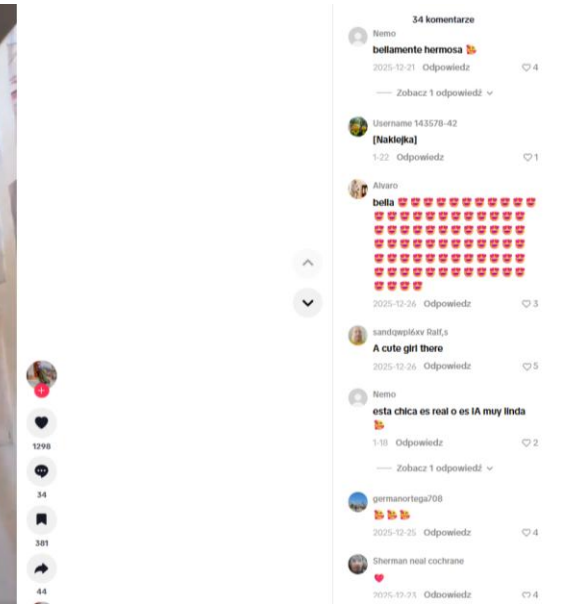 34 komentarze
Nemo
bellamente hermosa 🥰
2025-12-21 Odpowiedz 4
Zobacz 1 odpowiedź
Username 143578-42
[Naklejka]
1-22 Odpowiedz 1
Alvaro
bella 😍😍😍😍😍😍😍😍😍😍😍
😍😍😍😍😍😍😍😍😍😍😍😍
😍😍😍😍😍😍😍😍😍😍😍😍
😍😍😍😍😍😍😍😍😍😍😍😍
😍😍😍😍😍😍😍😍😍😍😍😍
😍😍😍😍😍😍😍😍😍😍😍😍
😍😍😍😍
2025-12-26 Odpowiedz 3
sandqwpl6xv Ralf,s
A cute girl there
2025-12-26 Odpowiedz 5
Nemo
esta chica es real o es IA muy linda
🥰
1-18 Odpowiedz 2
Zobacz 1 odpowiedź
germanortega708
🥰🥰🥰
2025-12-25 Odpowiedz 4
Sherman neal cochrane
❤️
2025-12-23 Odpowiedz 4
1298
34
381
44